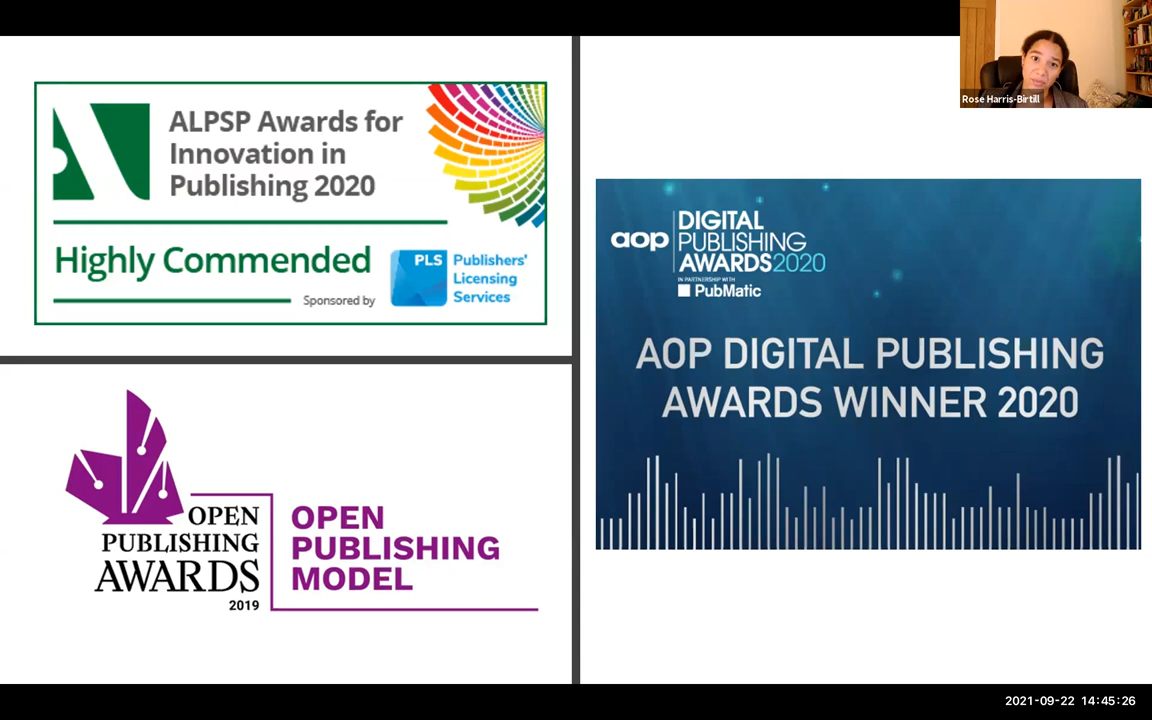 ALPSP Awards for
Innovation in
Publishing 2020
Highly Commended
Sponsored by
PLS
Publishers'
Licensing
Services
OPEN
PUBLISHING
AWARDS
2019
OPEN
PUBLISHING
MODEL
Rose Harris-Birtill
aop
DIGITAL
PUBLISHING
AWARDS2020
IN PARTNERSHIP WITH
PubMatic
AOP DIGITAL PUBLISHING
AWARDS WINNER 2020
2021-09-22 14:45:26